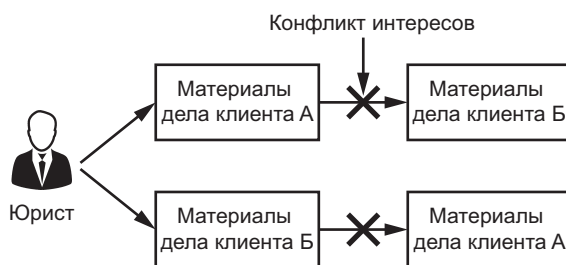 Конфликт интересов
Материалы
дела клиента А
Материалы
дела клиента Б
Юрист
Материалы
дела клиента Б
Материалы
дела клиента А